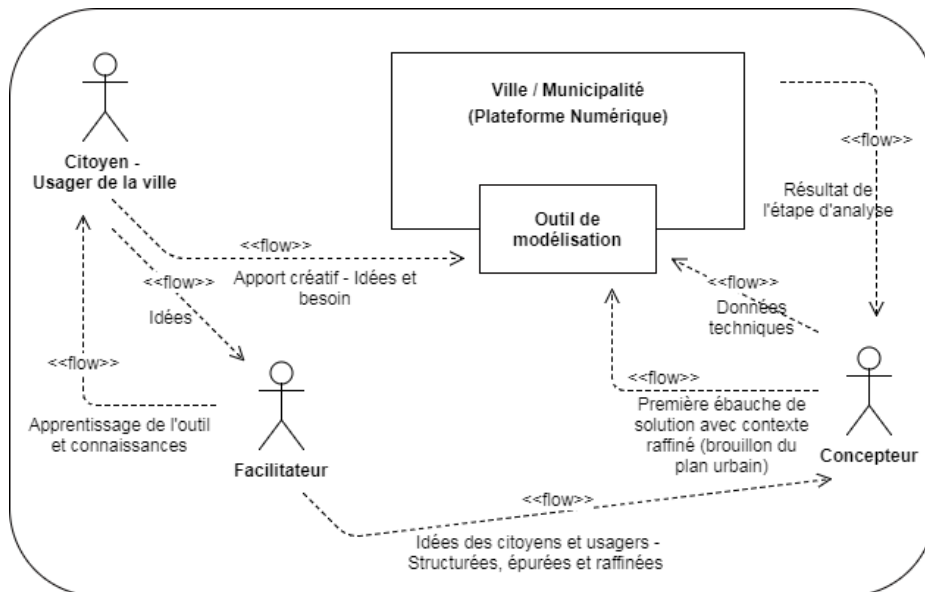 Ville / Municipalité
(Plateforme Numérique)
<<flow>>
Citoyen -
Usager de la ville
Résultat de
l'étape d'analyse
Outil de
modélisation
<<flow>>
Apport créatif - Idées et
besoin
<<flow>>
Idées
<<flow>>
Données
techniques
<<flow>>
Apprentissage de l'outil
et connaissances
<<flow>>
Première ébauche de
solution avec contexte
raffiné (brouillon du
plan urbain)
Facilitateur
Concepteur
<<flow>>
Idées des citoyens et usagers -
Structurées, épurées et raffinées